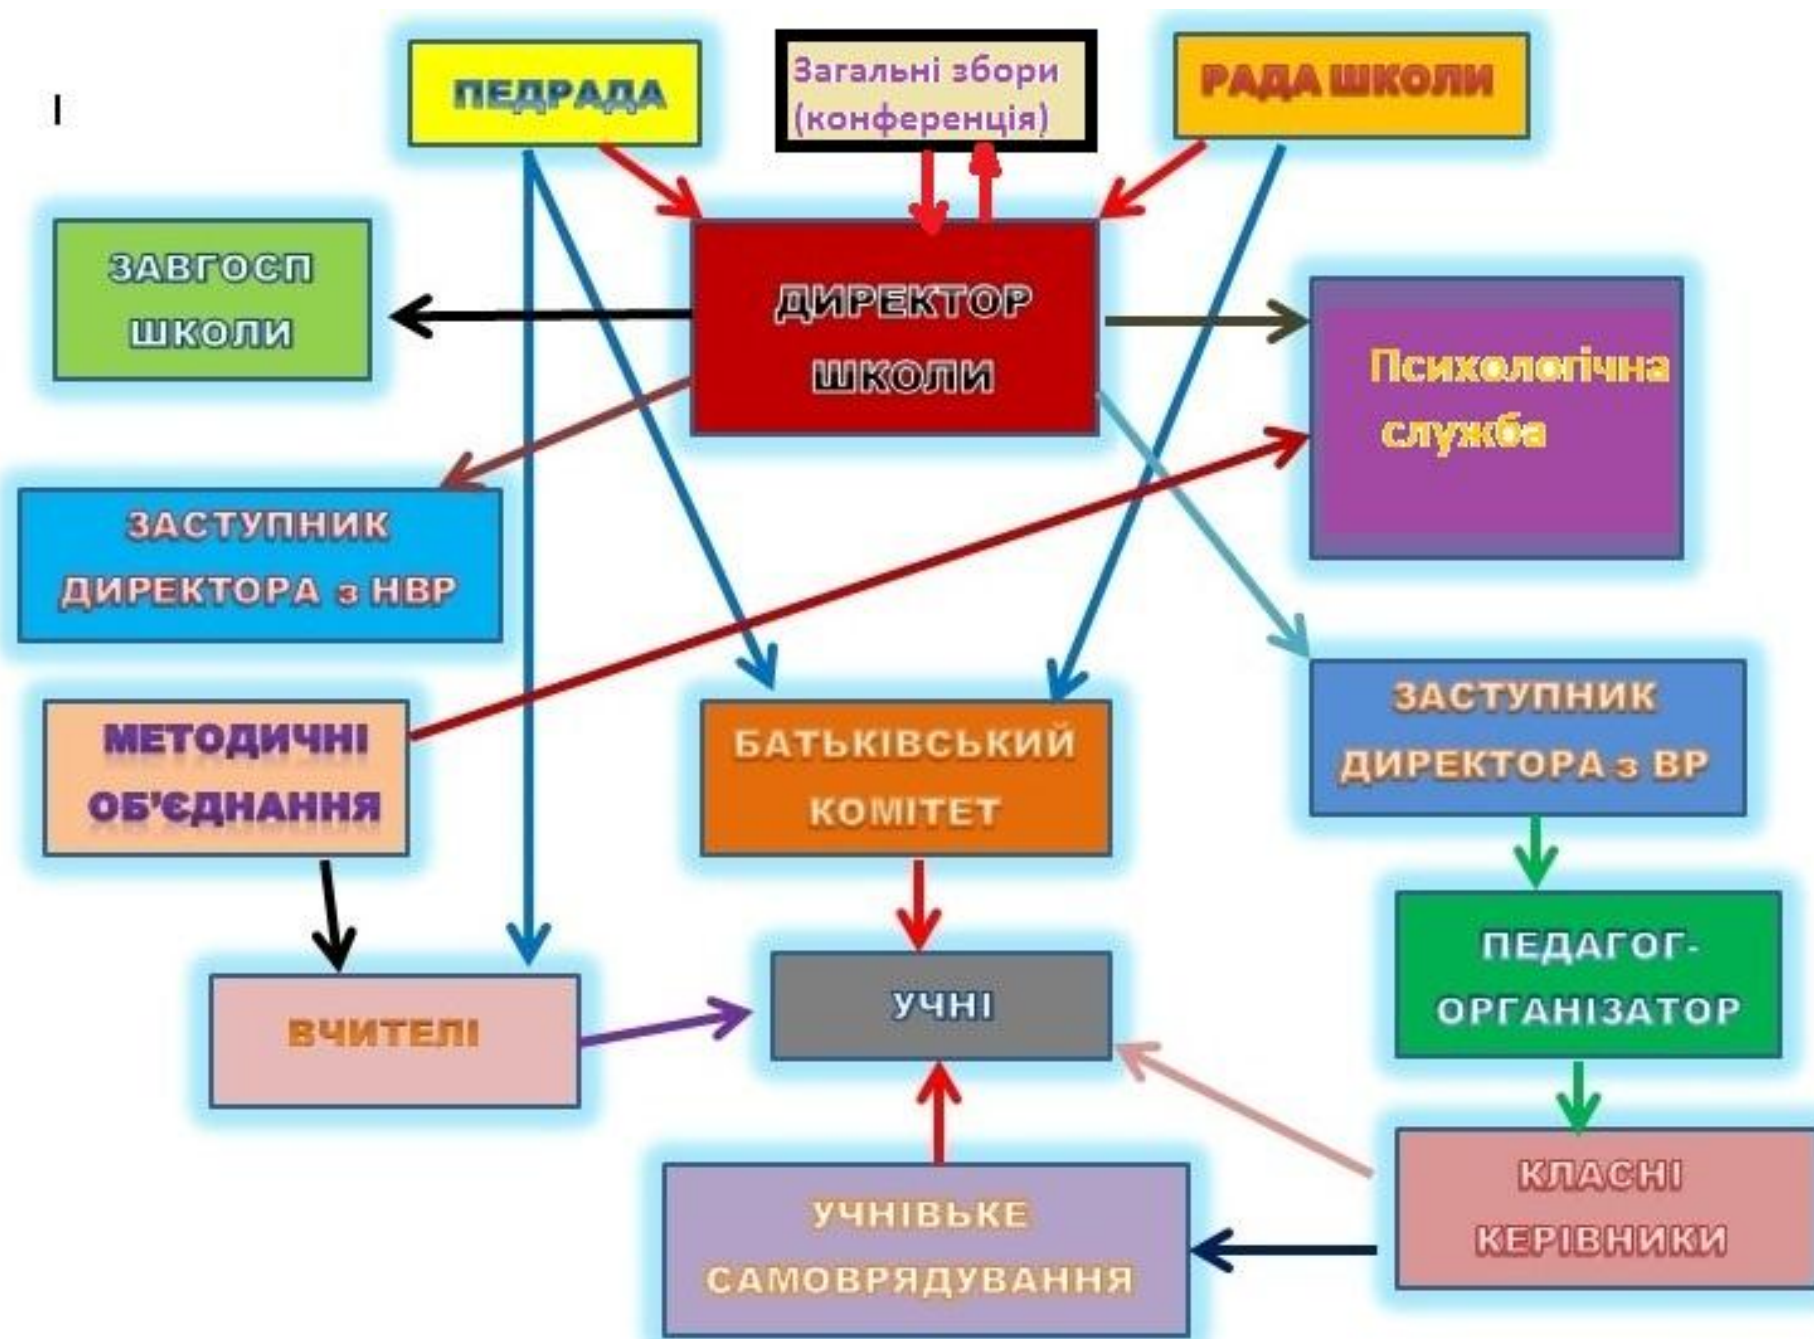 ПЕДРАДА
Загальні збори
(конференція)
РАДА ШКОЛИ
І
ЗАВГОСП
ШКОЛИ
ДИРЕКТОР
ШКОЛИ
Психологічна
служба
ЗАСТУПНИК
ДИРЕКТОРА з НВР
МЕТОДИЧНІ
ОБ'ЄДНАННЯ
БАТЬКІВСЬКИЙ
КОМІТЕТ
ЗАСТУПНИК
ДИРЕКТОРА з ВР
ПЕДАГОГ-
ОРГАНІЗАТОР
ВЧИТЕЛІ
УЧНІ
КЛАСНІ
КЕРІВНИКИ
УЧНІВЬКЕ
САМОВРЯДУВАННЯ